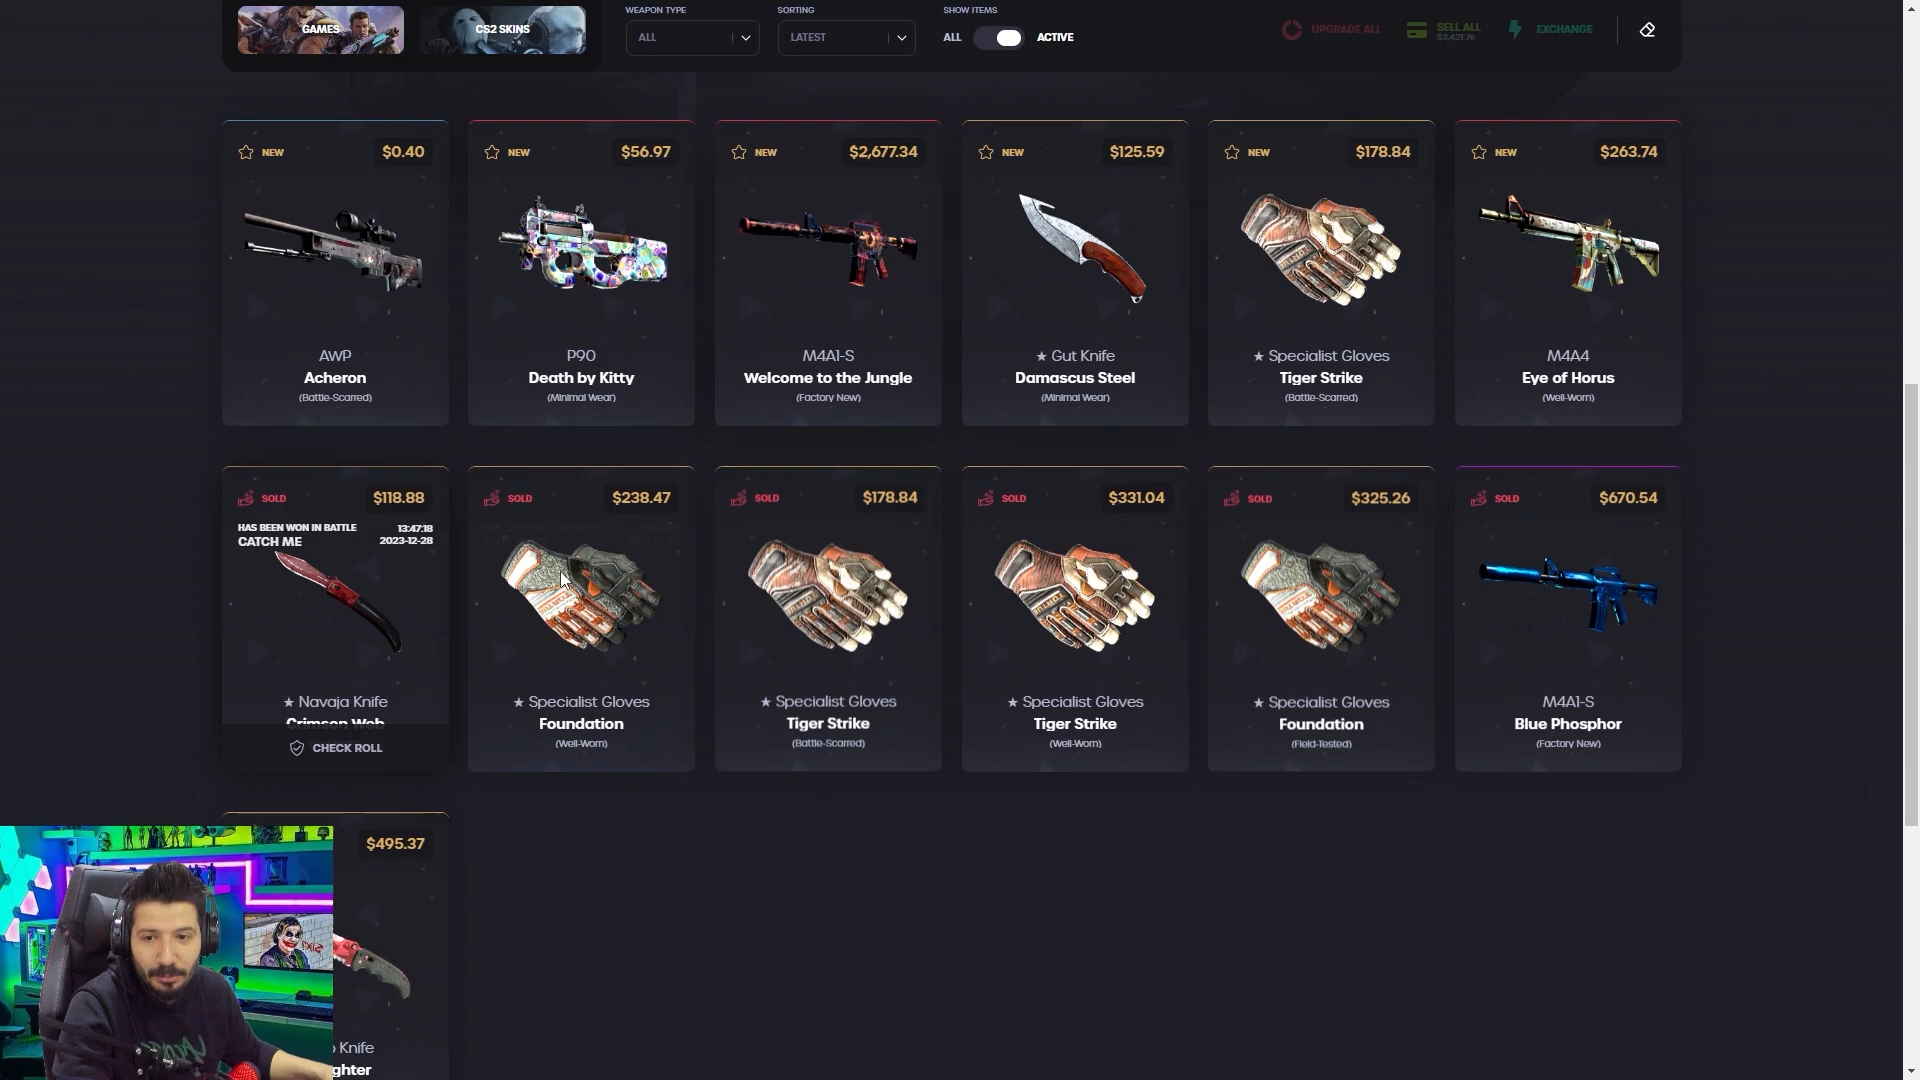 GAMES
CS2 SKINS
WEAPON TYPE
ALL
SORTING
LATEST
SHOW ITEMS
ALL
ACTIVE
UPGRADE ALL
SELL ALL
$3,421.76
EXCHANGE
NEW $0.40
AWP
Acheron
(Battle-Scarred)
NEW $56.97
P90
Death by Kitty
(Minimal Wear)
NEW $2,677.34
M4A1-S
Welcome to the Jungle
(Factory New)
NEW $125.59
★ Gut Knife
Damascus Steel
(Minimal Wear)
NEW $178.84
★ Specialist Gloves
Tiger Strike
(Battle-Scarred)
NEW $263.74
M4A4
Eye of Horus
(Well-Worn)
SOLD $118.88
HAS BEEN WON IN BATTLE 13:47:18
CATCH ME 2023-12-28
★ Navaja Knife
Crimson Web
CHECK ROLL
SOLD $238.47
★ Specialist Gloves
Foundation
(Well-Worn)
SOLD $178.84
★ Specialist Gloves
Tiger Strike
(Battle-Scarred)
SOLD $331.04
★ Specialist Gloves
Tiger Strike
(Well-Worn)
SOLD $325.26
★ Specialist Gloves
Foundation
(Field-Tested)
SOLD $670.54
M4A1-S
Blue Phosphor
(Factory New)
$495.37
Knife
ghter